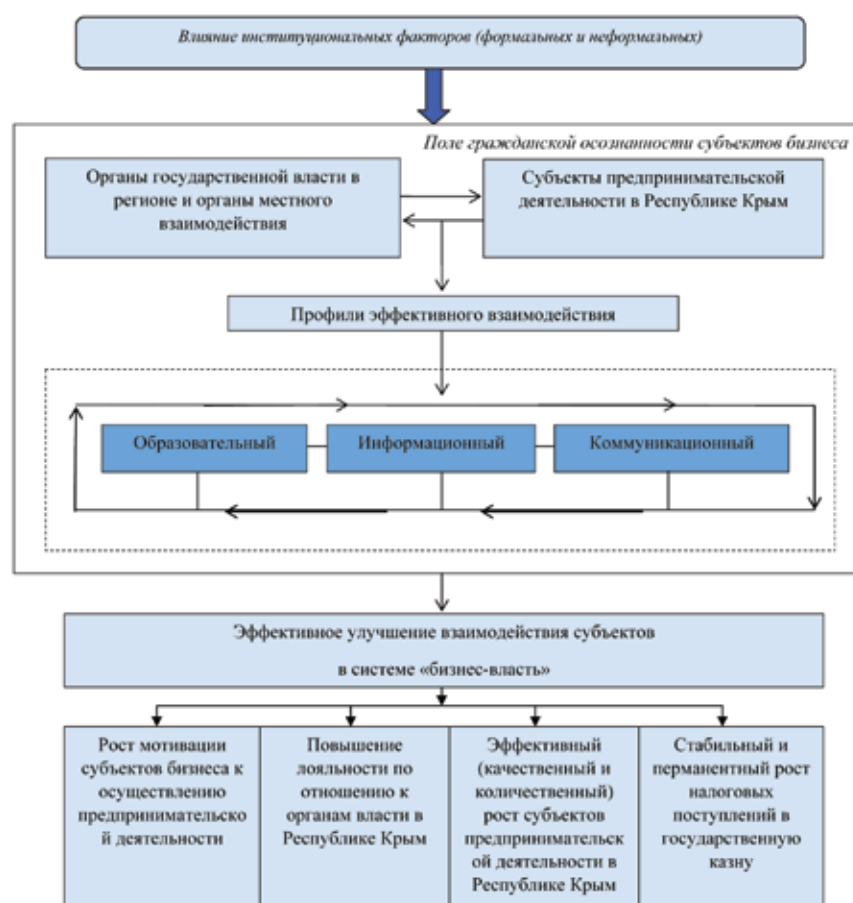 Влияние институциональных факторов (формальных и неформальных)
Поле гражданской осознанности субъектов бизнеса
Органы государственной власти в
регионе и органы местного
взаимодействия
Субъекты предпринимательской
деятельности в Республике Крым
Профили эффективного взаимодействия
Образовательный
Информационный
Коммуникационный
Эффективное улучшение взаимодействия субъектов
в системе «бизнес-власть»
Рост мотивации
субъектов бизнеса к
осуществлению
предпринимательско
й деятельности
Повышение
лояльности по
отношению к
органам власти в
Республике Крым
Эффективный
(качественный и
количественный)
рост субъектов
предпринимательск
ой деятельности в
Республике Крым
Стабильный и
перманентный рост
налоговых
поступлений в
государственную
казну